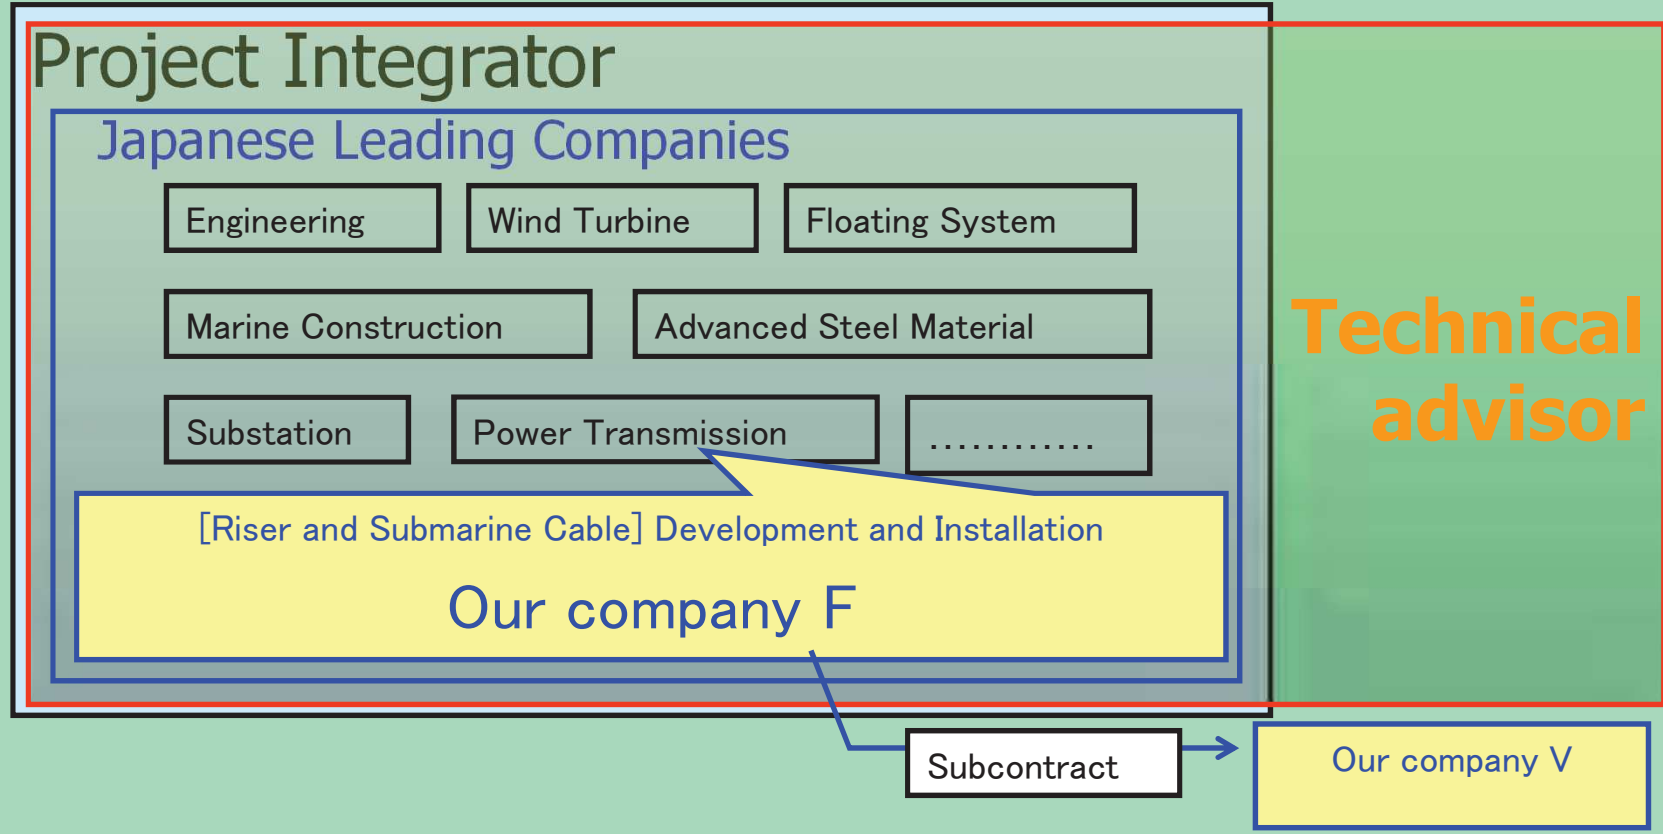 Project Integrator
Japanese Leading Companies
Engineering
Wind Turbine
Floating System
Marine Construction
Advanced Steel Material
Substation
Power Transmission
............
Technical
advisor
[Riser and Submarine Cable] Development and Installation
Our company F
Subcontract
Our company V